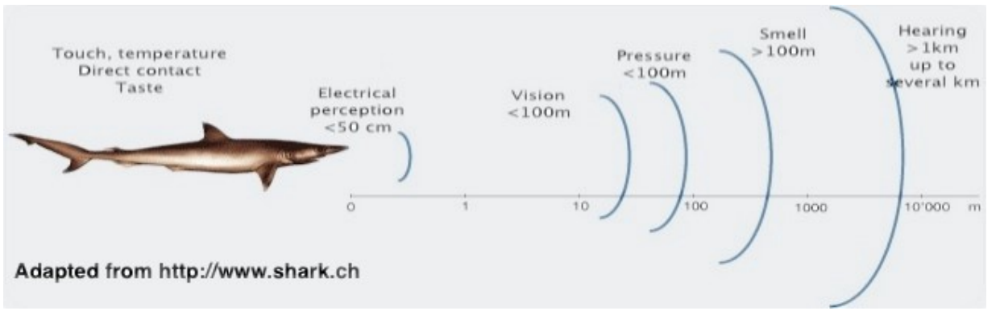 Touch, temperature
Direct contact
Taste
Electrical
perception
<50 cm
Vision
<100m
Pressure
<100m
Smell
>100m
Hearing
>1km
up to
several km
0 1 10 100 1000 10'000 m
Adapted from http://www.shark.ch